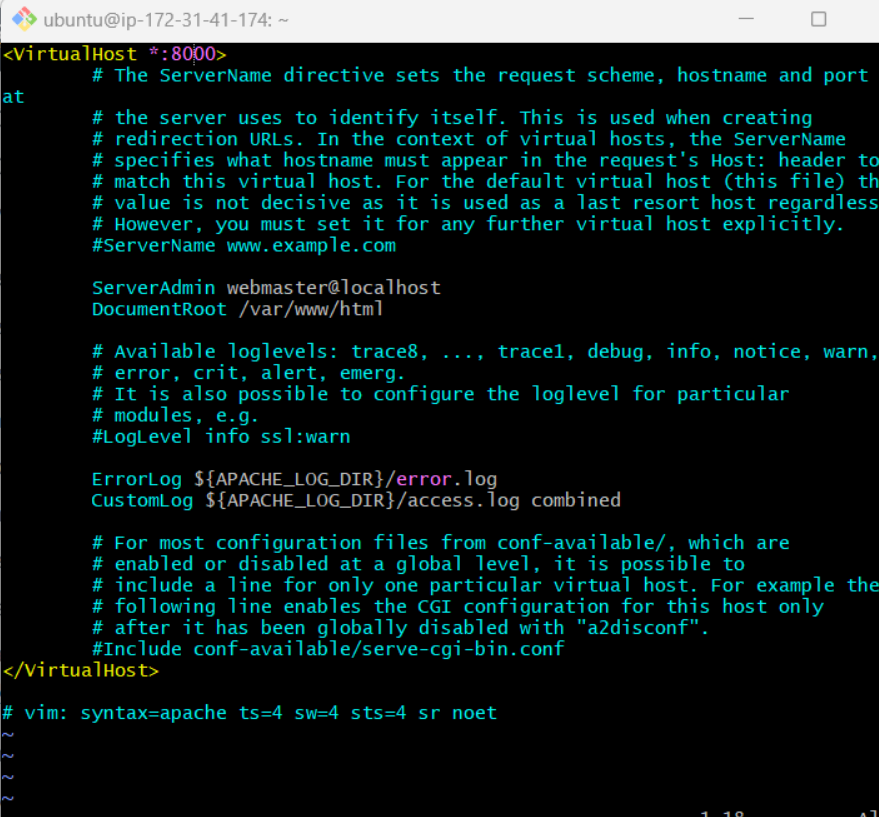 ubuntu@ip-172-31-41-174: ~
<VirtualHost *:8000>
# The ServerName directive sets the request scheme, hostname and port
at
# the server uses to identify itself. This is used when creating
# redirection URLs. In the context of virtual hosts, the ServerName
# specifies what hostname must appear in the request's Host: header to
# match this virtual host. For the default virtual host (this file) th
# value is not decisive as it is used as a last resort host regardless
# However, you must set it for any further virtual host explicitly.
#ServerName www.example.com
ServerAdmin webmaster@localhost
DocumentRoot /var/www/html
# Available loglevels: trace8, ..., trace1, debug, info, notice, warn,
# error, crit, alert, emerg.
# It is also possible to configure the loglevel for particular
# modules, e.g.
#LogLevel info ssl:warn
ErrorLog ${APACHE_LOG_DIR}/error.log
CustomLog ${APACHE_LOG_DIR}/access.log combined
# For most configuration files from conf-available/, which are
# enabled or disabled at a global level, it is possible to
# include a line for only one particular virtual host. For example the
# following line enables the CGI configuration for this host only
# after it has been globally disabled with "a2disconf".
#Include conf-available/serve-cgi-bin.conf
</VirtualHost>
# vim: syntax=apache ts=4 sw=4 sts=4 sr noet
~
~
~
~